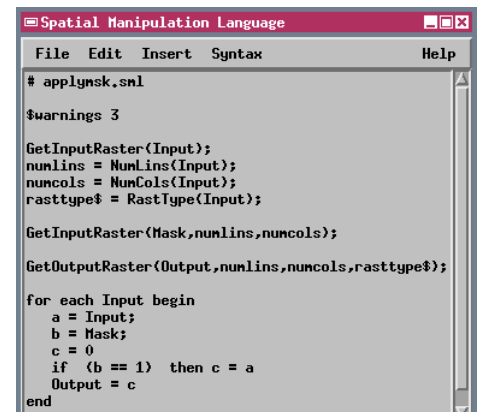 Spatial Manipulation Language
File Edit Insert Syntax Help
# applymsk.sml
$warnings 3
GetInputRaster(Input);
numlins = NumLins(Input);
numcols = NumCols(Input);
rasttype$ = RastType(Input);
GetInputRaster(Mask,numlins,numcols);
GetOutputRaster(Output,numlins,numcols,rasttype$);
for each Input begin
a = Input;
b = Mask;
c = 0
if (b == 1) then c = a
Output = c
end